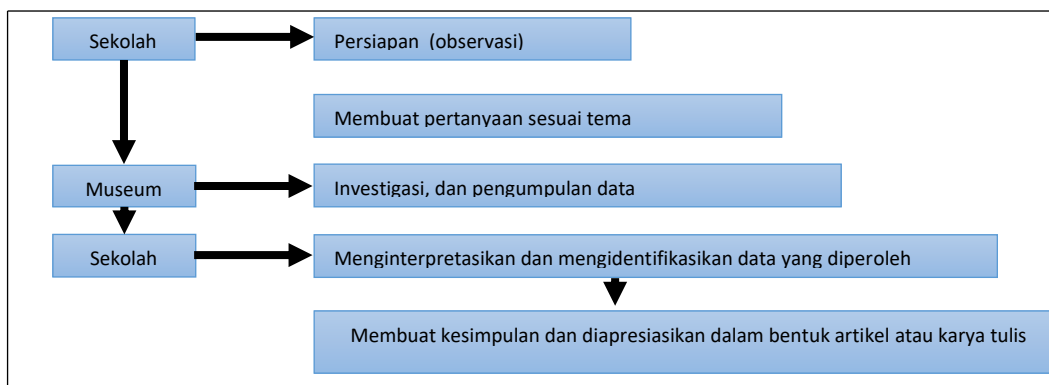 Sekolah
Persiapan (observasi)
Membuat pertanyaan sesuai tema
Museum
Investigasi, dan pengumpulan data
Sekolah
Menginterpretasikan dan mengidentifikasikan data yang diperoleh
Membuat kesimpulan dan diapresiasikan dalam bentuk artikel atau karya tulis